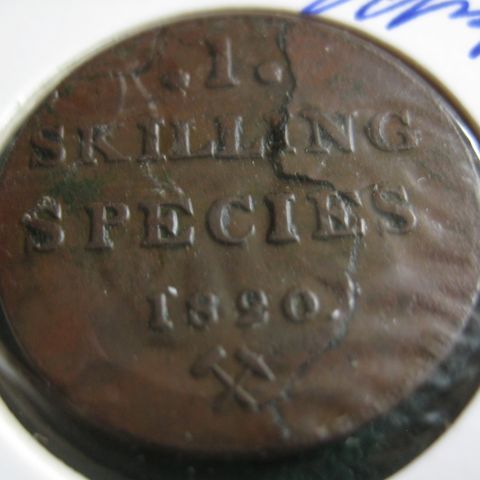 .1.
SKILLING
SPECIES
1820.